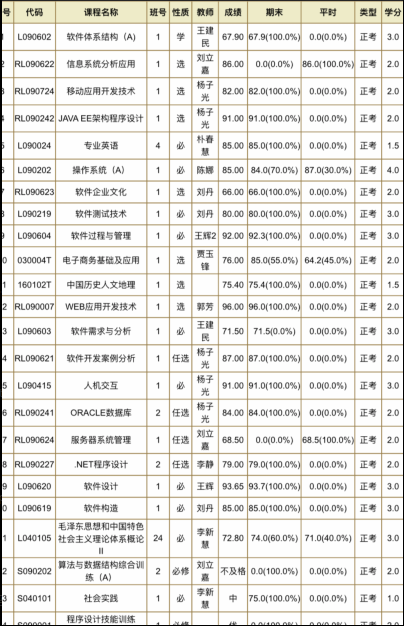 号 代码 课程名称 班号 性质 教师 成绩 期末 平时 类型 学分
1 L090602 软件体系结构（A） 1 学 王建民 67.90 67.9(100.0%) 0.0(0.0%) 正考 3.0
2 RL090622 信息系统分析应用 1 选 刘立嘉 86.00 0.0(0.0%) 86.0(100.0%) 正考 2.0
3 RL090724 移动应用开发技术 1 选 杨子光 82.00 82.0(100.0%) 0.0(0.0%) 正考 2.0
4 RL090242 JAVA EE架构程序设计 1 选 杨子光 91.00 91.0(100.0%) 0.0(0.0%) 正考 2.0
5 L090024 专业英语 4 必 朴春慧 85.00 85.0(100.0%) 0.0(0.0%) 正考 1.5
6 L090202 操作系统（A） 1 必 陈娜 85.00 84.0(70.0%) 87.0(30.0%) 正考 4.0
7 RL090623 软件企业文化 1 选 刘丹 66.00 66.0(100.0%) 0.0(0.0%) 正考 2.0
8 L090219 软件测试技术 1 必 刘丹 80.00 80.0(100.0%) 0.0(0.0%) 正考 3.0
9 L090604 软件过程与管理 1 必 王辉2 92.00 92.3(100.0%) 0.0(0.0%) 正考 3.0
0 030004T 电子商务基础及应用 1 选 贾玉锋 76.00 85.0(55.0%) 64.2(45.0%) 正考 2.0
1 160102T 中国历史人文地理 1 选 75.40 75.4(100.0%) 0.0(0.0%) 正考 1.5
2 RL090007 WEB应用开发技术 1 选 郭芳 96.00 96.0(100.0%) 0.0(0.0%) 正考 2.0
3 L090603 软件需求与分析 1 必 王建民 71.50 71.5(0.0%) 0.0(0.0%) 正考 3.0
4 RL090621 软件开发案例分析 1 任选 杨子光 87.00 87.0(100.0%) 0.0(0.0%) 正考 2.0
5 L090415 人机交互 1 必 杨子光 91.00 91.0(100.0%) 0.0(0.0%) 正考 3.0
6 RL090241 ORACLE数据库 2 任选 杨子光 84.00 84.0(100.0%) 0.0(0.0%) 正考 2.0
7 RL090624 服务器系统管理 1 任选 刘立嘉 68.50 0.0(0.0%) 68.5(100.0%) 正考 2.0
8 RL090227 .NET程序设计 2 任选 李静 79.00 79.0(100.0%) 0.0(0.0%) 正考 2.0
9 L090620 软件设计 1 必 王辉 93.65 93.7(100.0%) 0.0(0.0%) 正考 3.0
0 L090619 软件构造 1 必 刘丹 85.00 85.0(100.0%) 0.0(0.0%) 正考 3.0
1 L040105 毛泽东思想和中国特色社会主义理论体系概论II 24 必 李新慧 72.80 74.0(60.0%) 71.0(40.0%) 正考 3.0
2 S090202 算法与数据结构综合训练（A） 2 必修 刘立嘉 不及格 0.0(100.0%) 0.0(0.0%) 正考 2.0
3 S040101 社会实践 1 必 李新慧 中 75.0(100.0%) 0.0(0.0%) 正考 1.0
程序设计技能训练